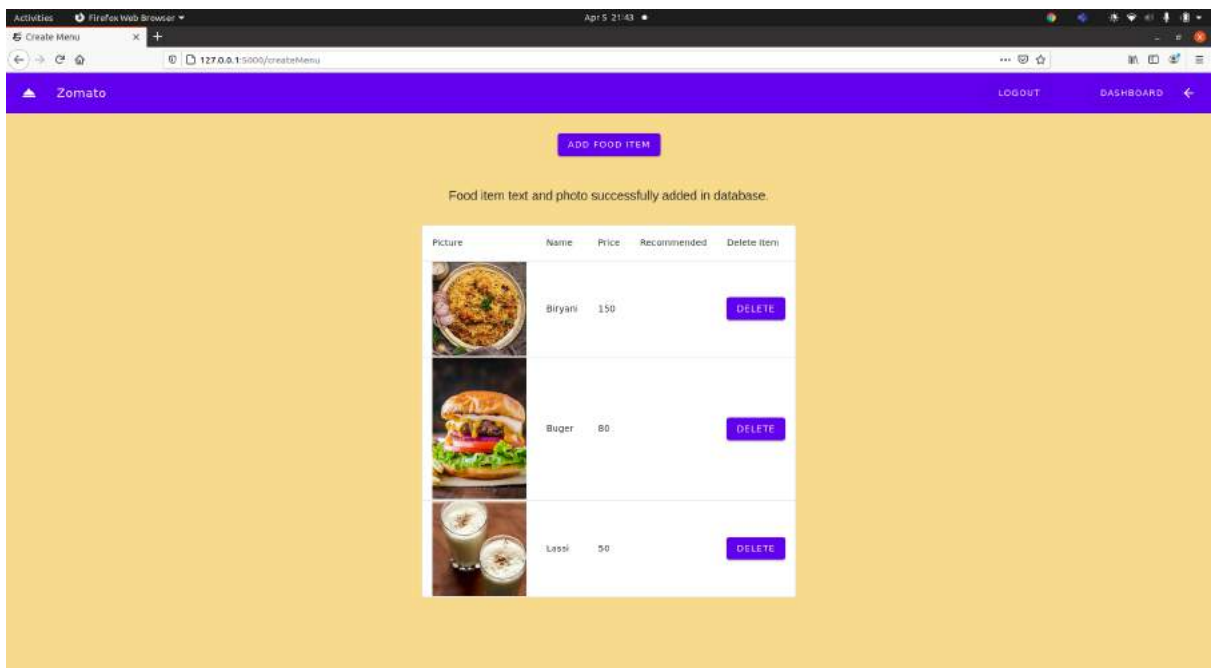 Activities Firefox Web Browser Apr 5 21:43
Create Menu
127.0.0.1:5000/createMenu
Zomato LOGOUT DASHBOARD
ADD FOOD ITEM
Food item text and photo successfully added in database.
Picture Name Price Recommended Delete Item
Biryani 150 DELETE
Buger 80 DELETE
Lassi 50 DELETE